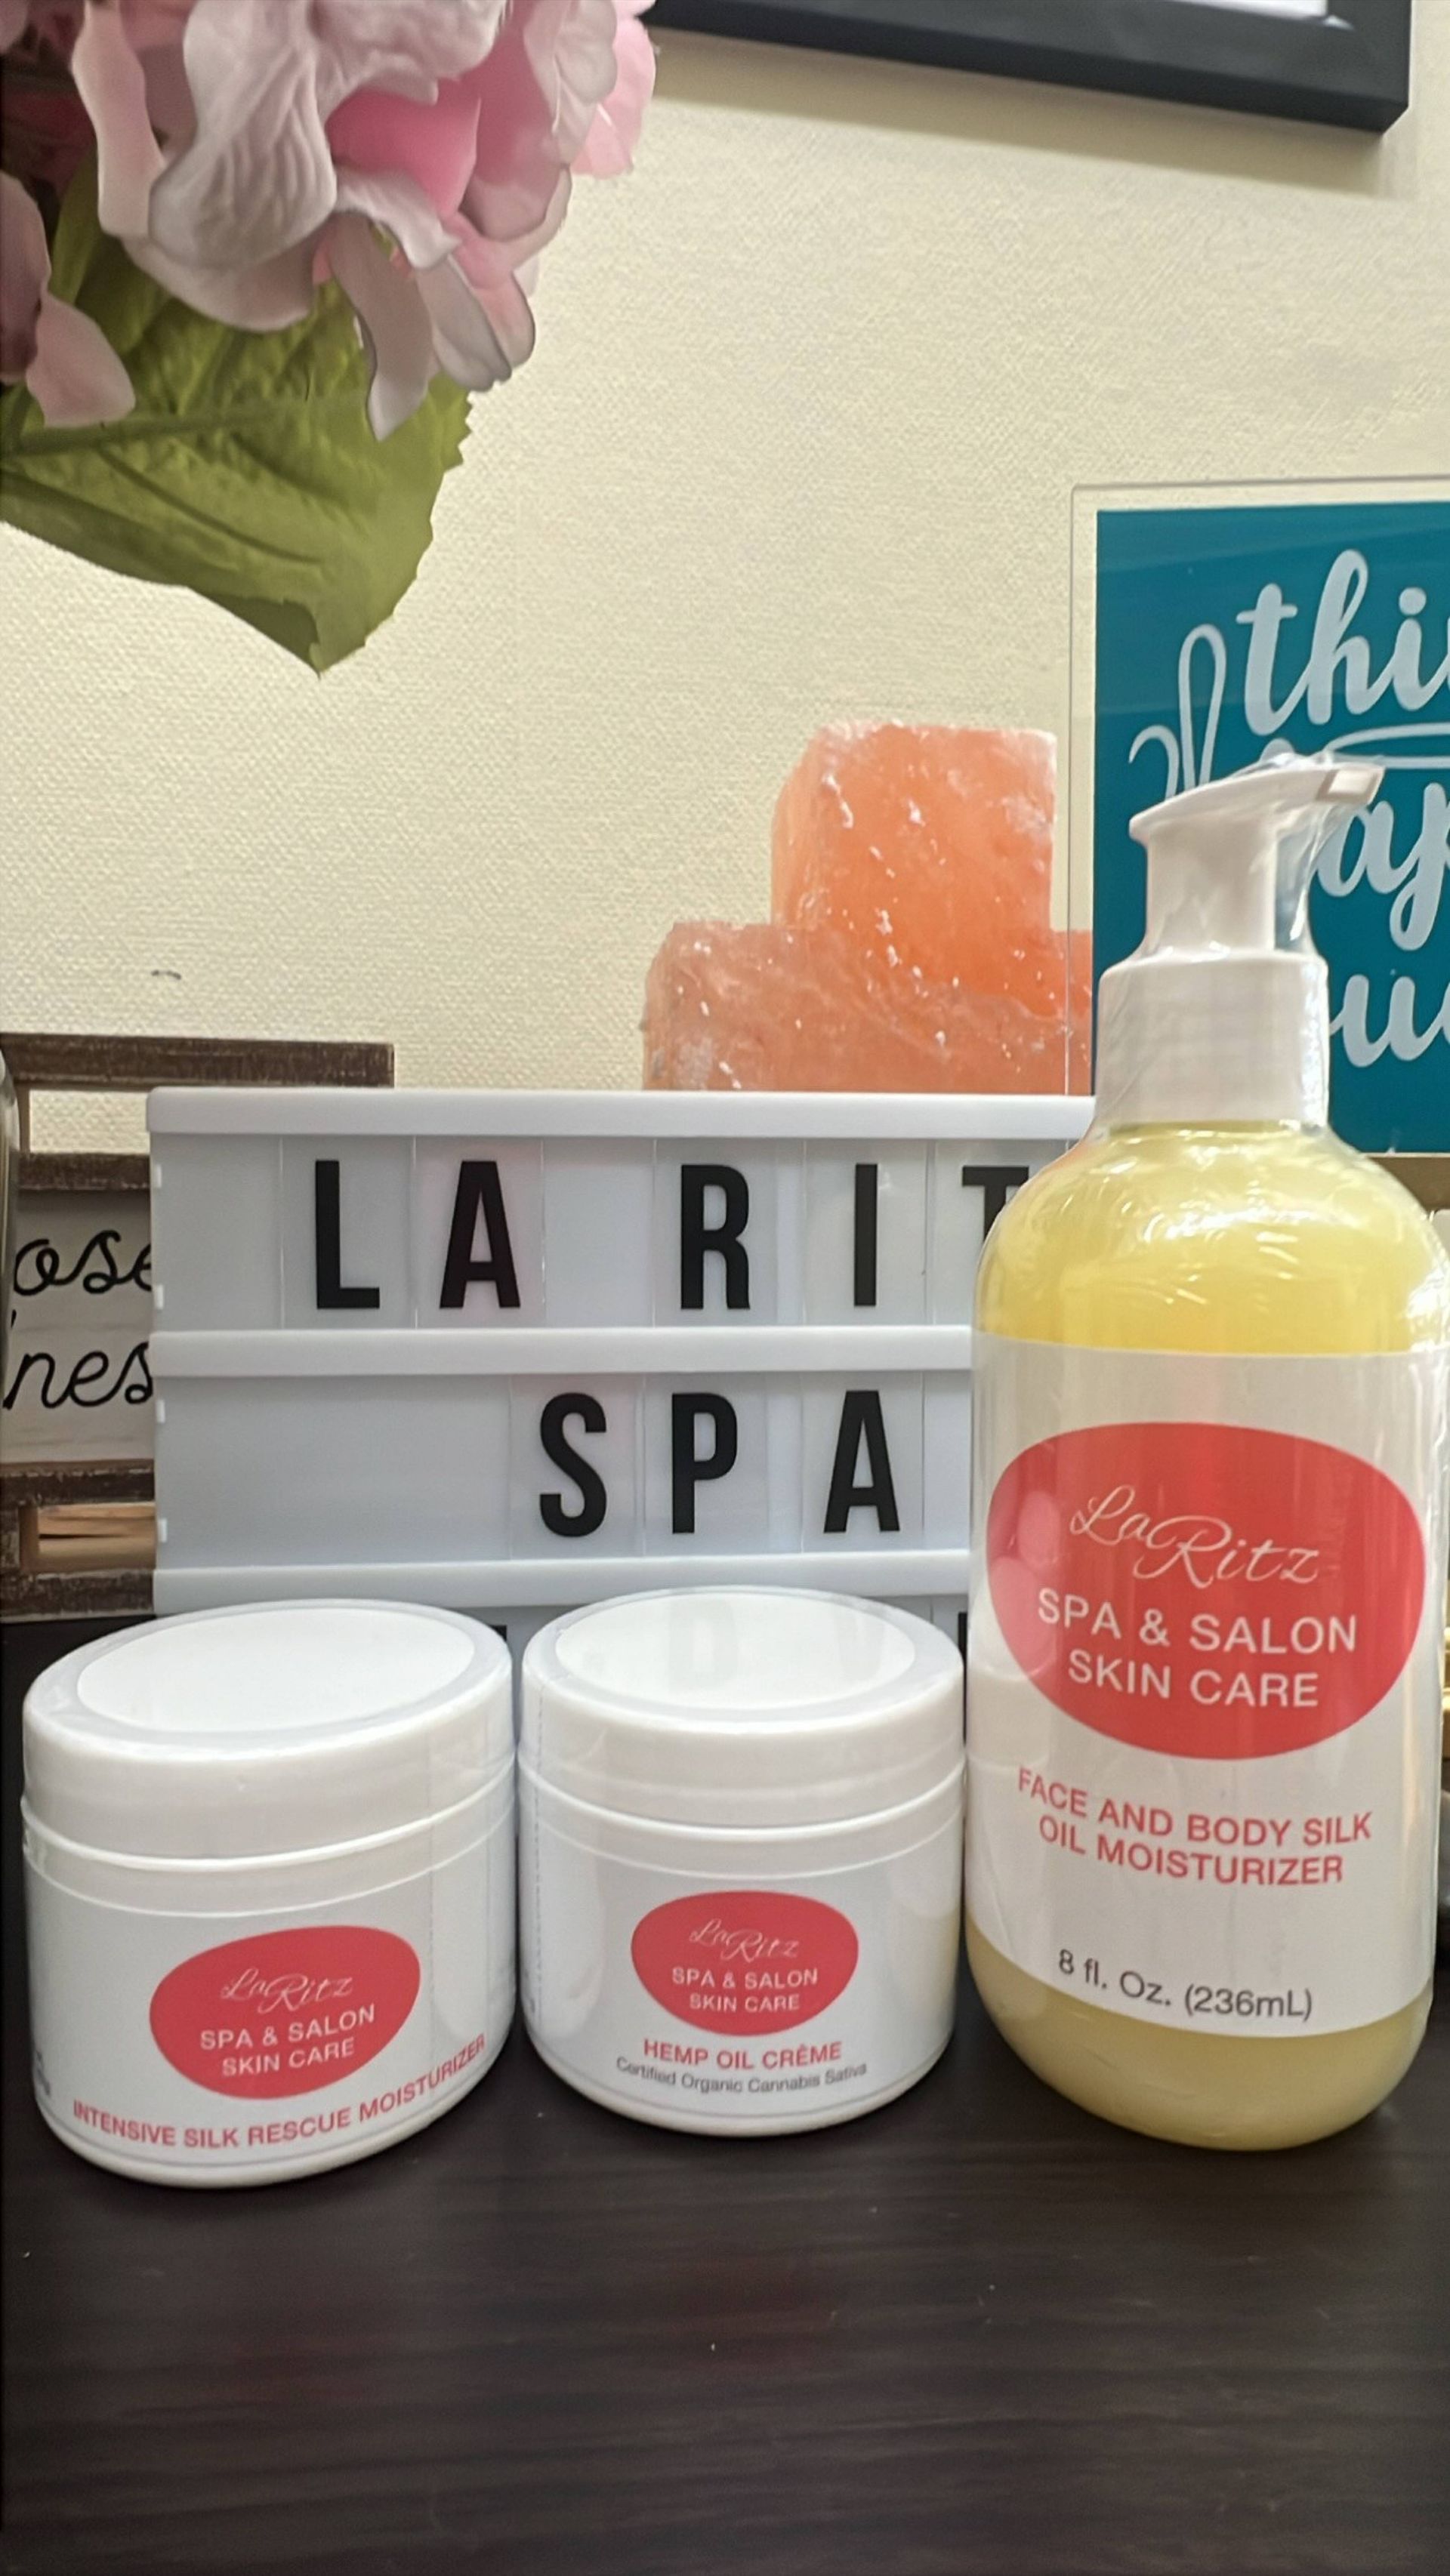 thi
LA RIT
SPA
LaRitz
SPA & SALON
SKIN CARE
FACE AND BODY SILK
OIL MOISTURIZER
8 fl. Oz. (236mL)
LaRitz
SPA & SALON
SKIN CARE
INTENSIVE SILK RESCUE MOISTURIZER
LaRitz
SPA & SALON
SKIN CARE
HEMP OIL CRÈME
Certified Organic Cannabis Sativa